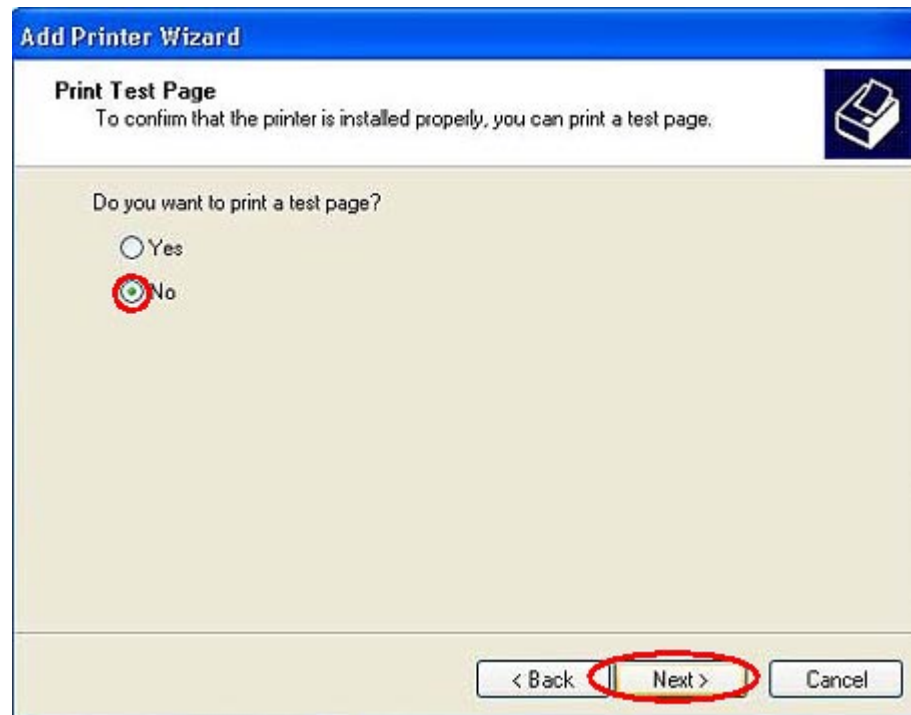 Add Printer Wizard
Print Test Page
To confirm that the printer is installed properly, you can print a test page.
Do you want to print a test page?
Yes
No
< Back
Next >
Cancel